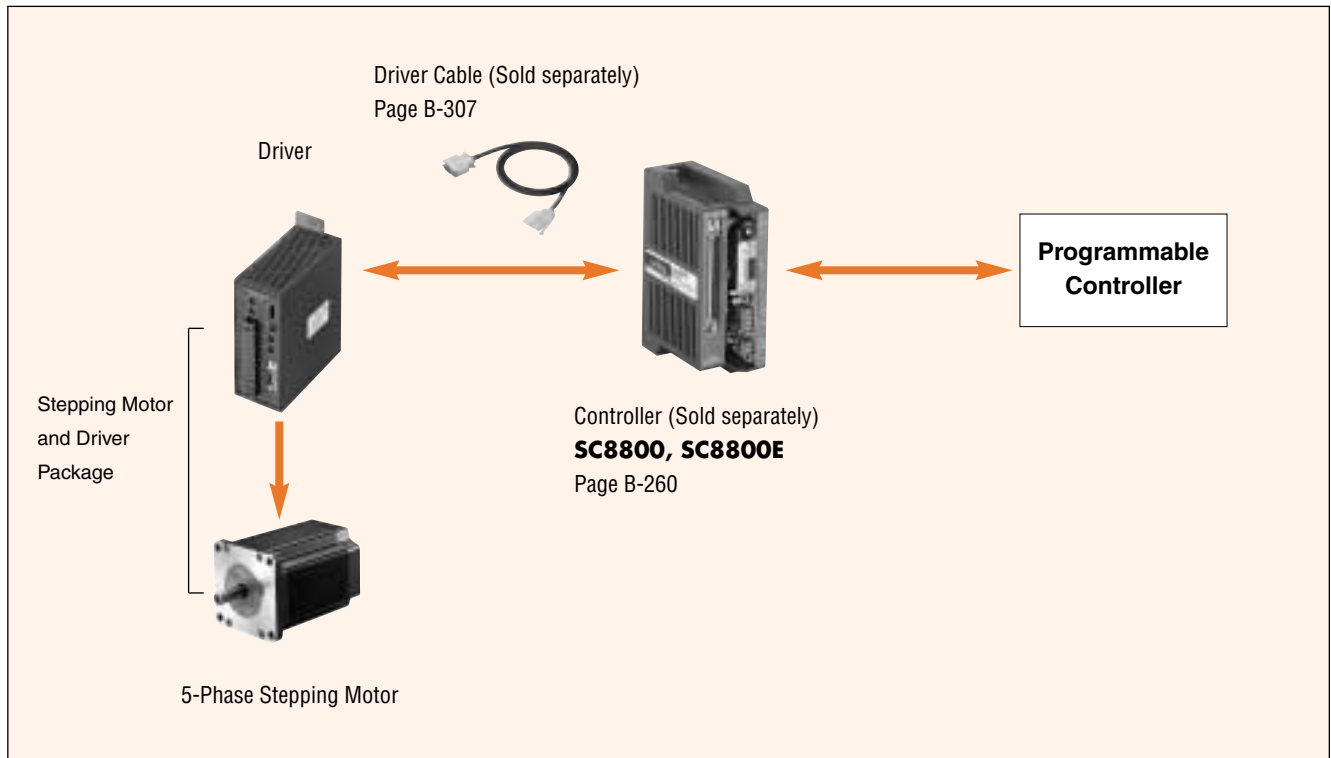 Driver Cable (Sold separately)
Page B-307
Driver
Programmable
Controller
Stepping Motor
and Driver
Package
Controller (Sold separately)
SC8800, SC8800E
Page B-260
5-Phase Stepping Motor